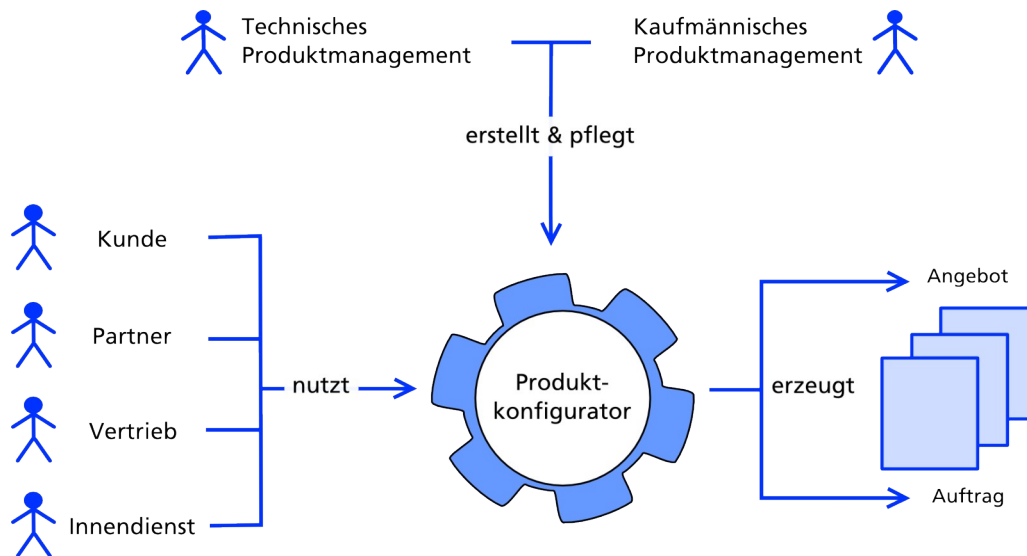 Technisches
Produktmanagement
Kaufmännisches
Produktmanagement
erstellt & pflegt
Kunde
Partner
Vertrieb
Innendienst
nutzt
Produkt-
konfigurator
erzeugt
Angebot
Auftrag